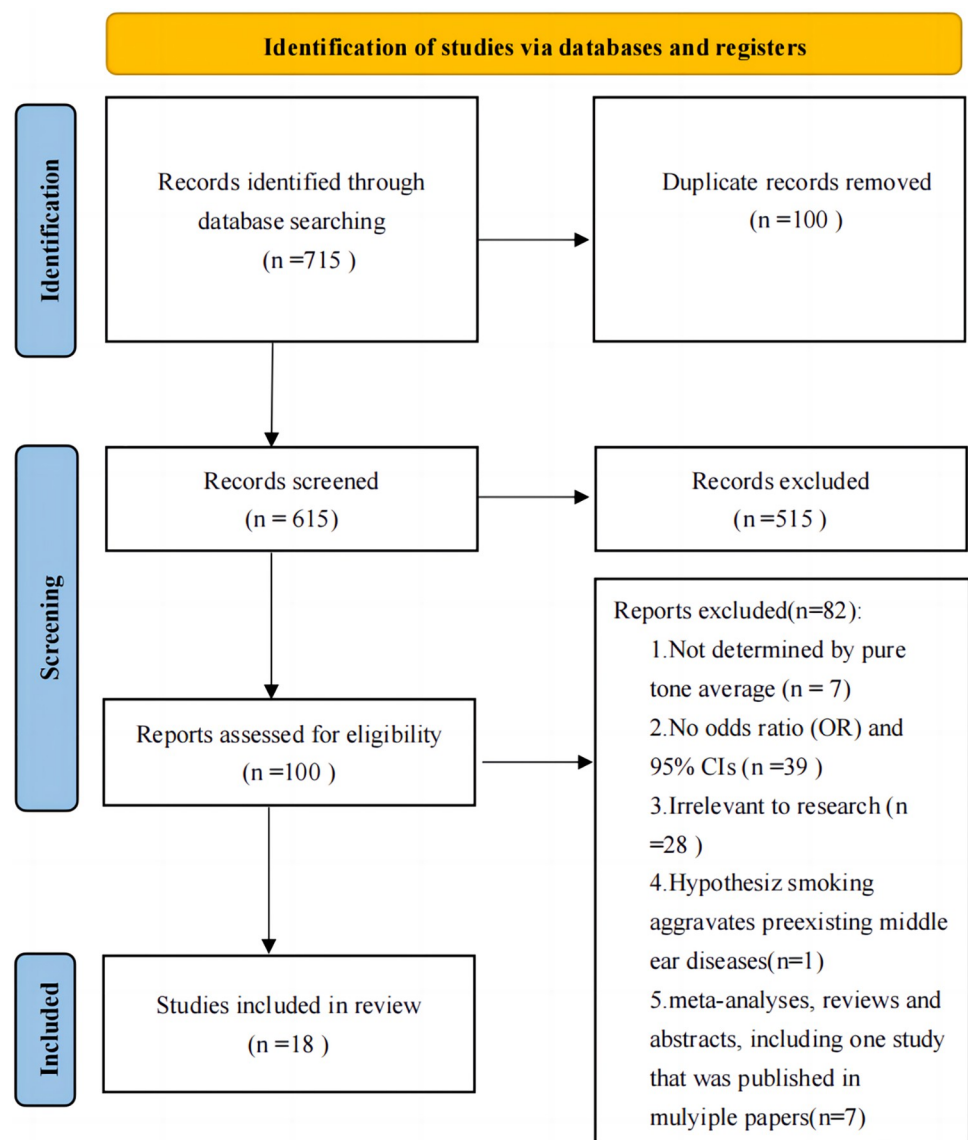 Identification of studies via databases and registers
Identification
Records identified through
database searching
(n =715 )
Duplicate records removed
(n =100 )
Screening
Records screened
(n = 615)
Records excluded
(n =515 )
Reports assessed for eligibility
(n =100 )
Reports excluded(n=82):
1.Not determined by pure
tone average (n = 7)
2.No odds ratio (OR) and
95% CIs (n =39 )
3.Irrelevant to research (n
=28 )
4.Hypothesiz smoking
aggravates preexisting middle
ear diseases(n=1)
5.meta-analyses, reviews and
abstracts, including one study
that was published in
mulyiple papers(n=7)
Included
Studies included in review
(n =18 )